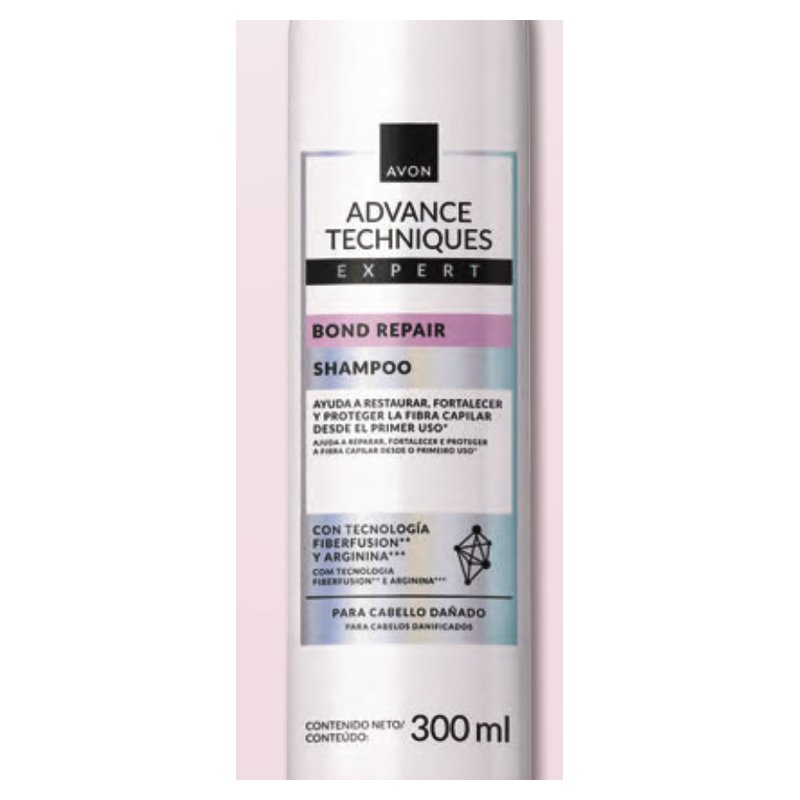 AVON
ADVANCE
TECHNIQUES
EXPERT
BOND REPAIR
SHAMPOO
AYUDA A RESTAURAR, FORTALECER
Y PROTEGER LA FIBRA CAPILAR
DESDE EL PRIMER USO*
AJUDA A REPARAR, FORTALECER E PROTEGER
A FIBRA CAPILAR DESDE O PRIMEIRO USO*
CON TECNOLOGÍA
FIBERFUSION**
Y ARGININA***
COM TECNOLOGIA
FIBERFUSION** E ARGININA***
PARA CABELLO DAÑADO
PARA CABELOS DANIFICADOS
CONTENIDO NETO/
CONTEÚDO: 300 ml